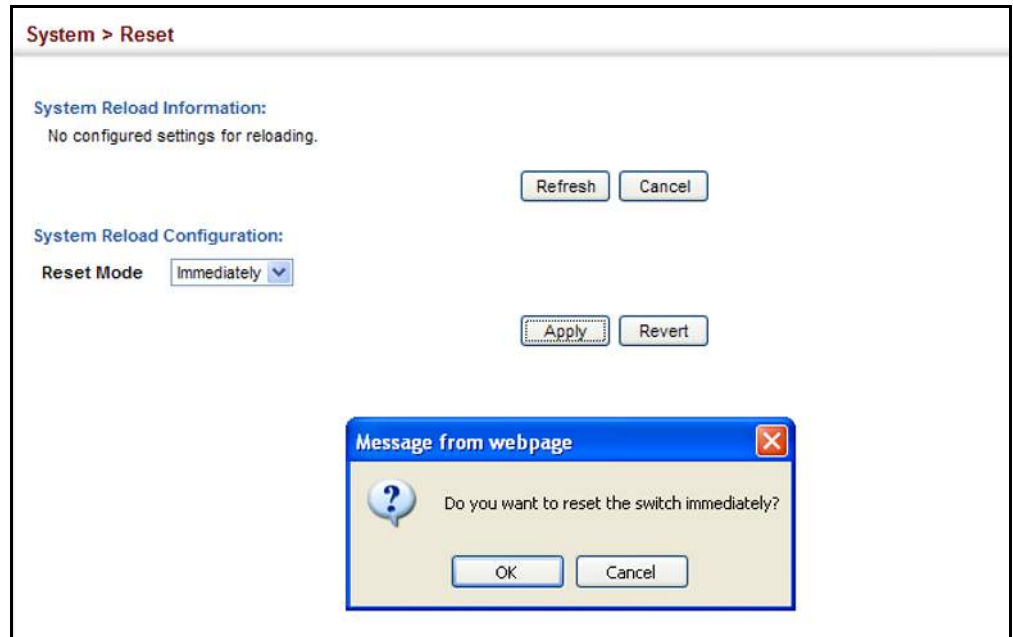 System > Reset
System Reload Information:
No configured settings for reloading.
Refresh Cancel
System Reload Configuration:
Reset Mode Immediately
Apply Revert
Message from webpage
Do you want to reset the switch immediately?
OK Cancel